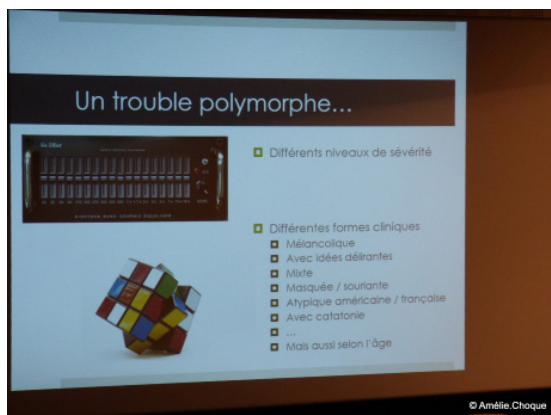 Un trouble polymorphe...
Différents niveaux de sévérité
Différentes formes cliniques
Mélancolique
Avec idées délirantes
Mixte
Masquée / souriante
Atypique américaine / française
Avec catatonie
...
Mais aussi selon l'âge
© Amélie.Choque